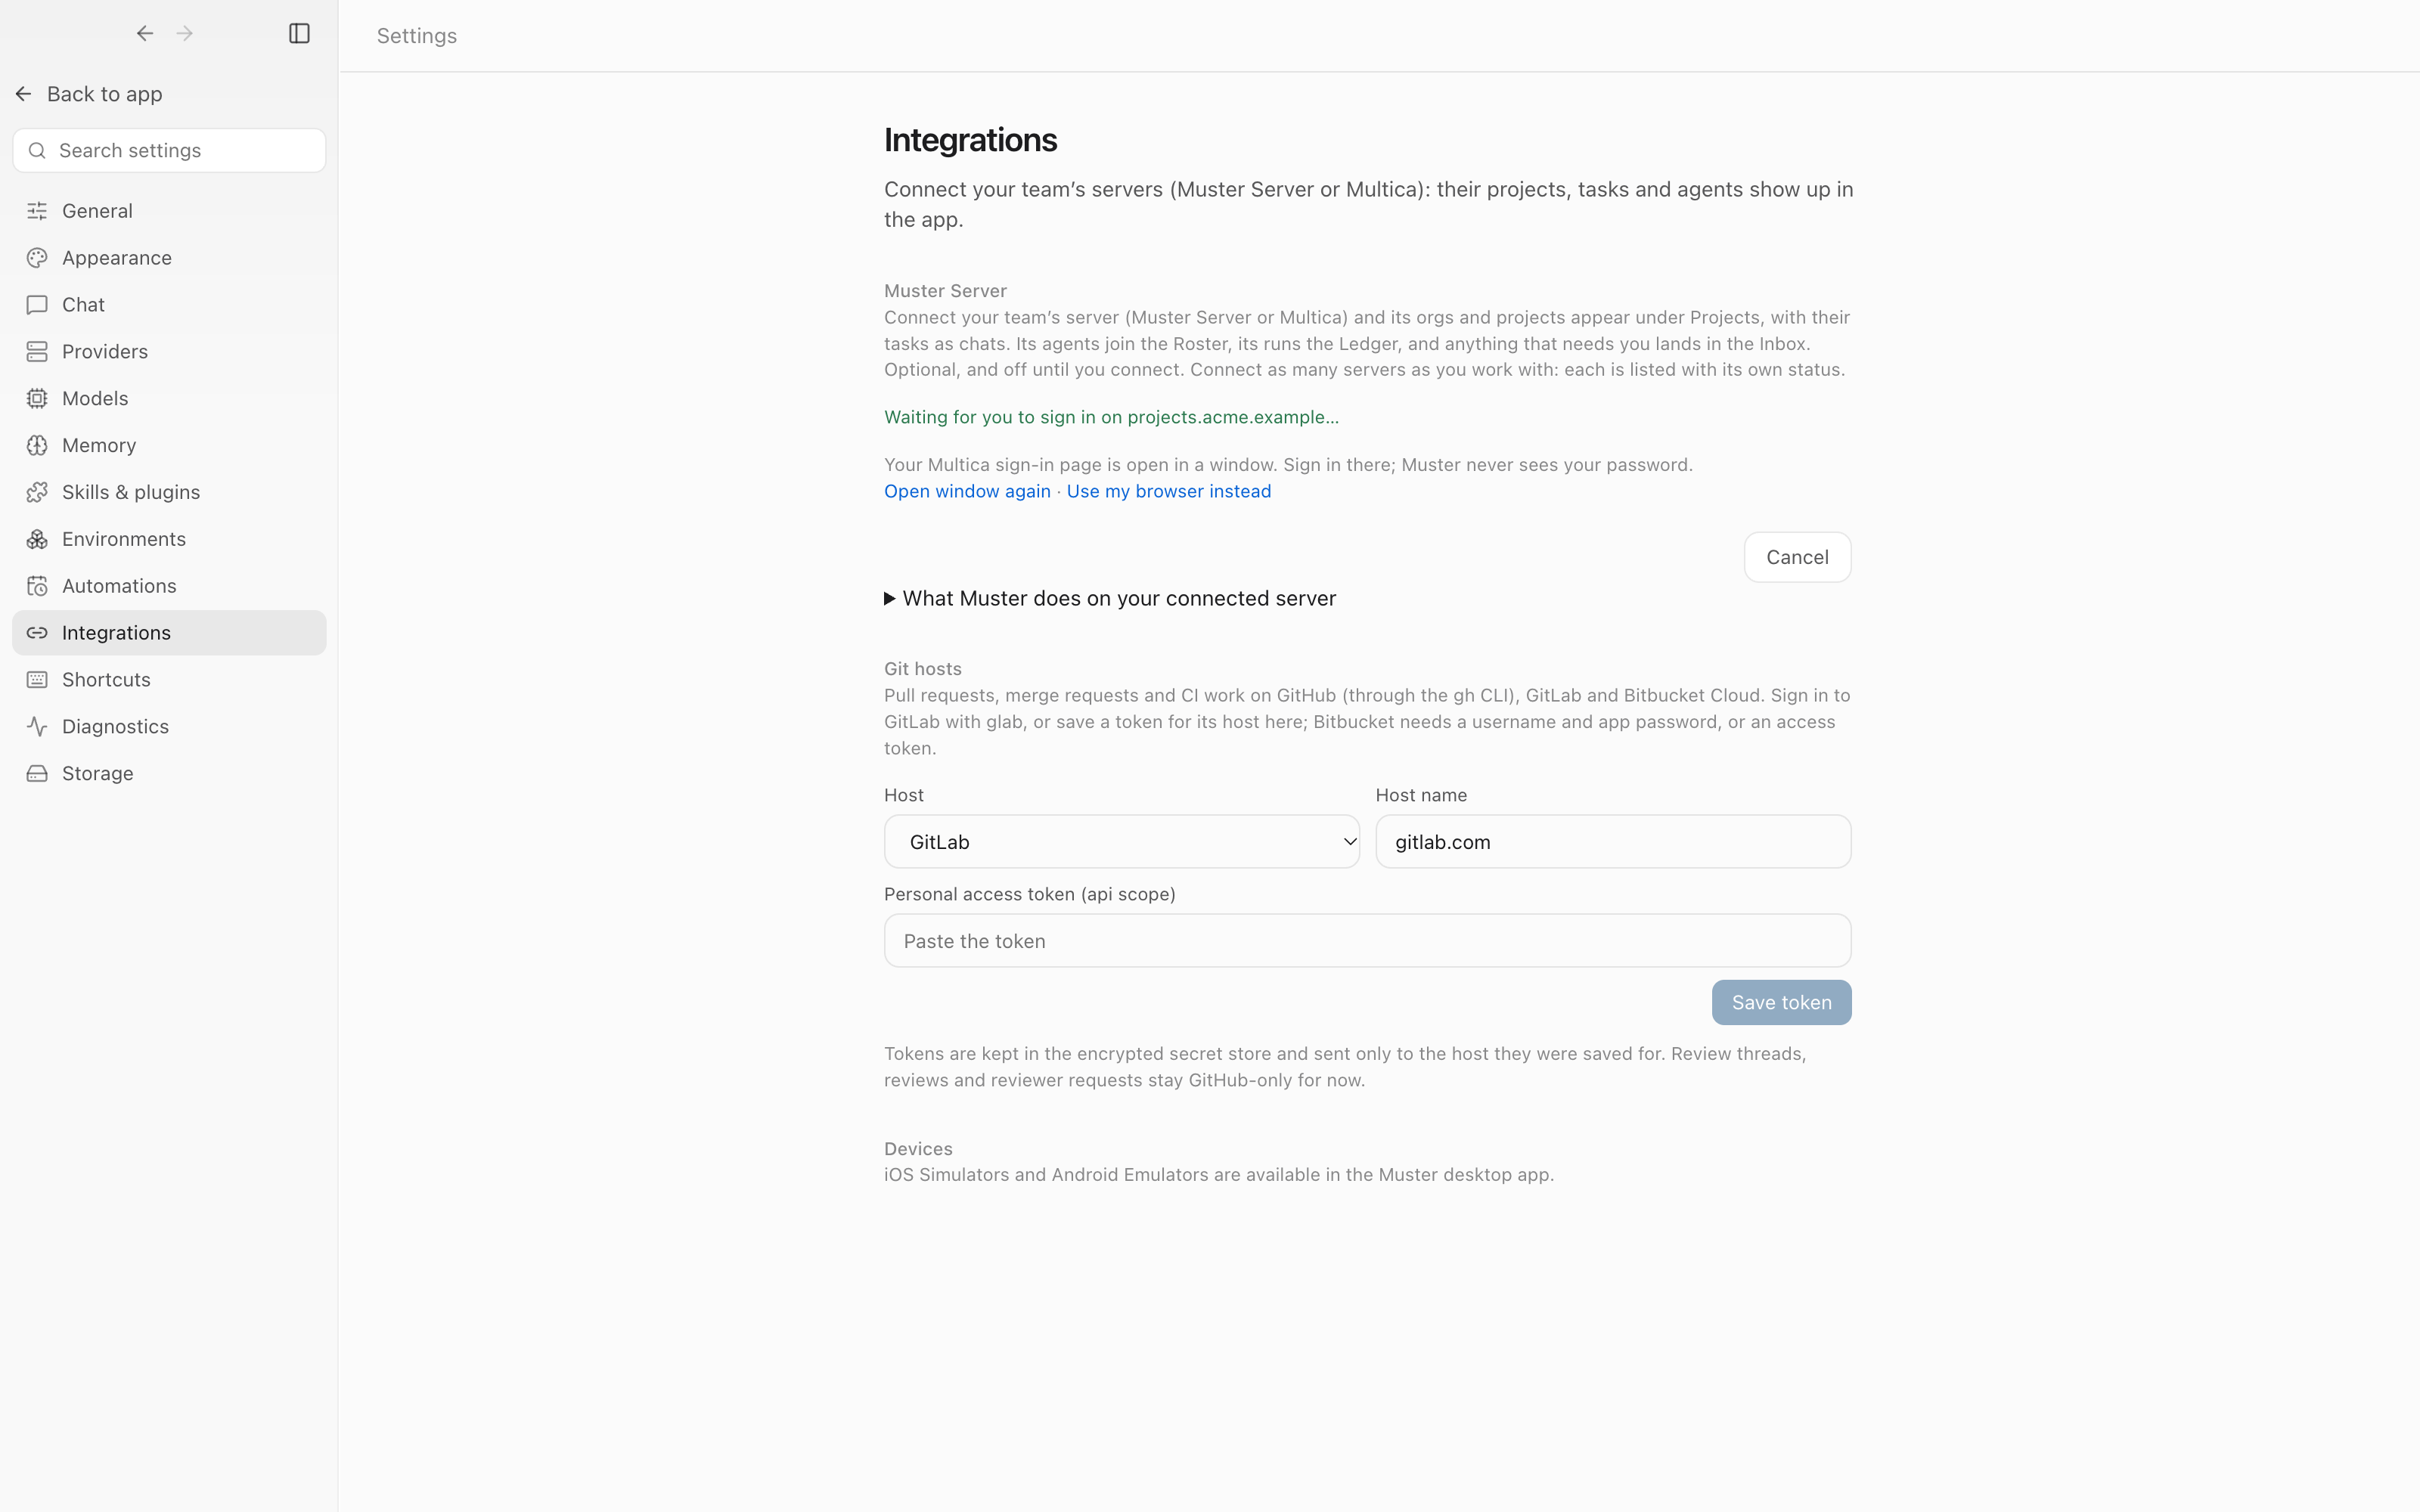 Settings
Back to app
Search settings
General
Appearance
Chat
Providers
Models
Memory
Skills & plugins
Environments
Automations
Integrations
Shortcuts
Diagnostics
Storage
Integrations
Connect your team’s servers (Muster Server or Multica): their projects, tasks and agents show up in
the app.
Muster Server
Connect your team’s server (Muster Server or Multica) and its orgs and projects appear under Projects, with their
tasks as chats. Its agents join the Roster, its runs the Ledger, and anything that needs you lands in the Inbox.
Optional, and off until you connect. Connect as many servers as you work with: each is listed with its own status.
Waiting for you to sign in on projects.acme.example…
Your Multica sign-in page is open in a window. Sign in there; Muster never sees your password.
Open window again · Use my browser instead
Cancel
What Muster does on your connected server
Git hosts
Pull requests, merge requests and CI work on GitHub (through the gh CLI), GitLab and Bitbucket Cloud. Sign in to
GitLab with glab, or save a token for its host here; Bitbucket needs a username and app password, or an access
token.
Host
Host name
GitLab
gitlab.com
Personal access token (api scope)
Paste the token
Save token
Tokens are kept in the encrypted secret store and sent only to the host they were saved for. Review threads,
reviews and reviewer requests stay GitHub-only for now.
Devices
iOS Simulators and Android Emulators are available in the Muster desktop app.